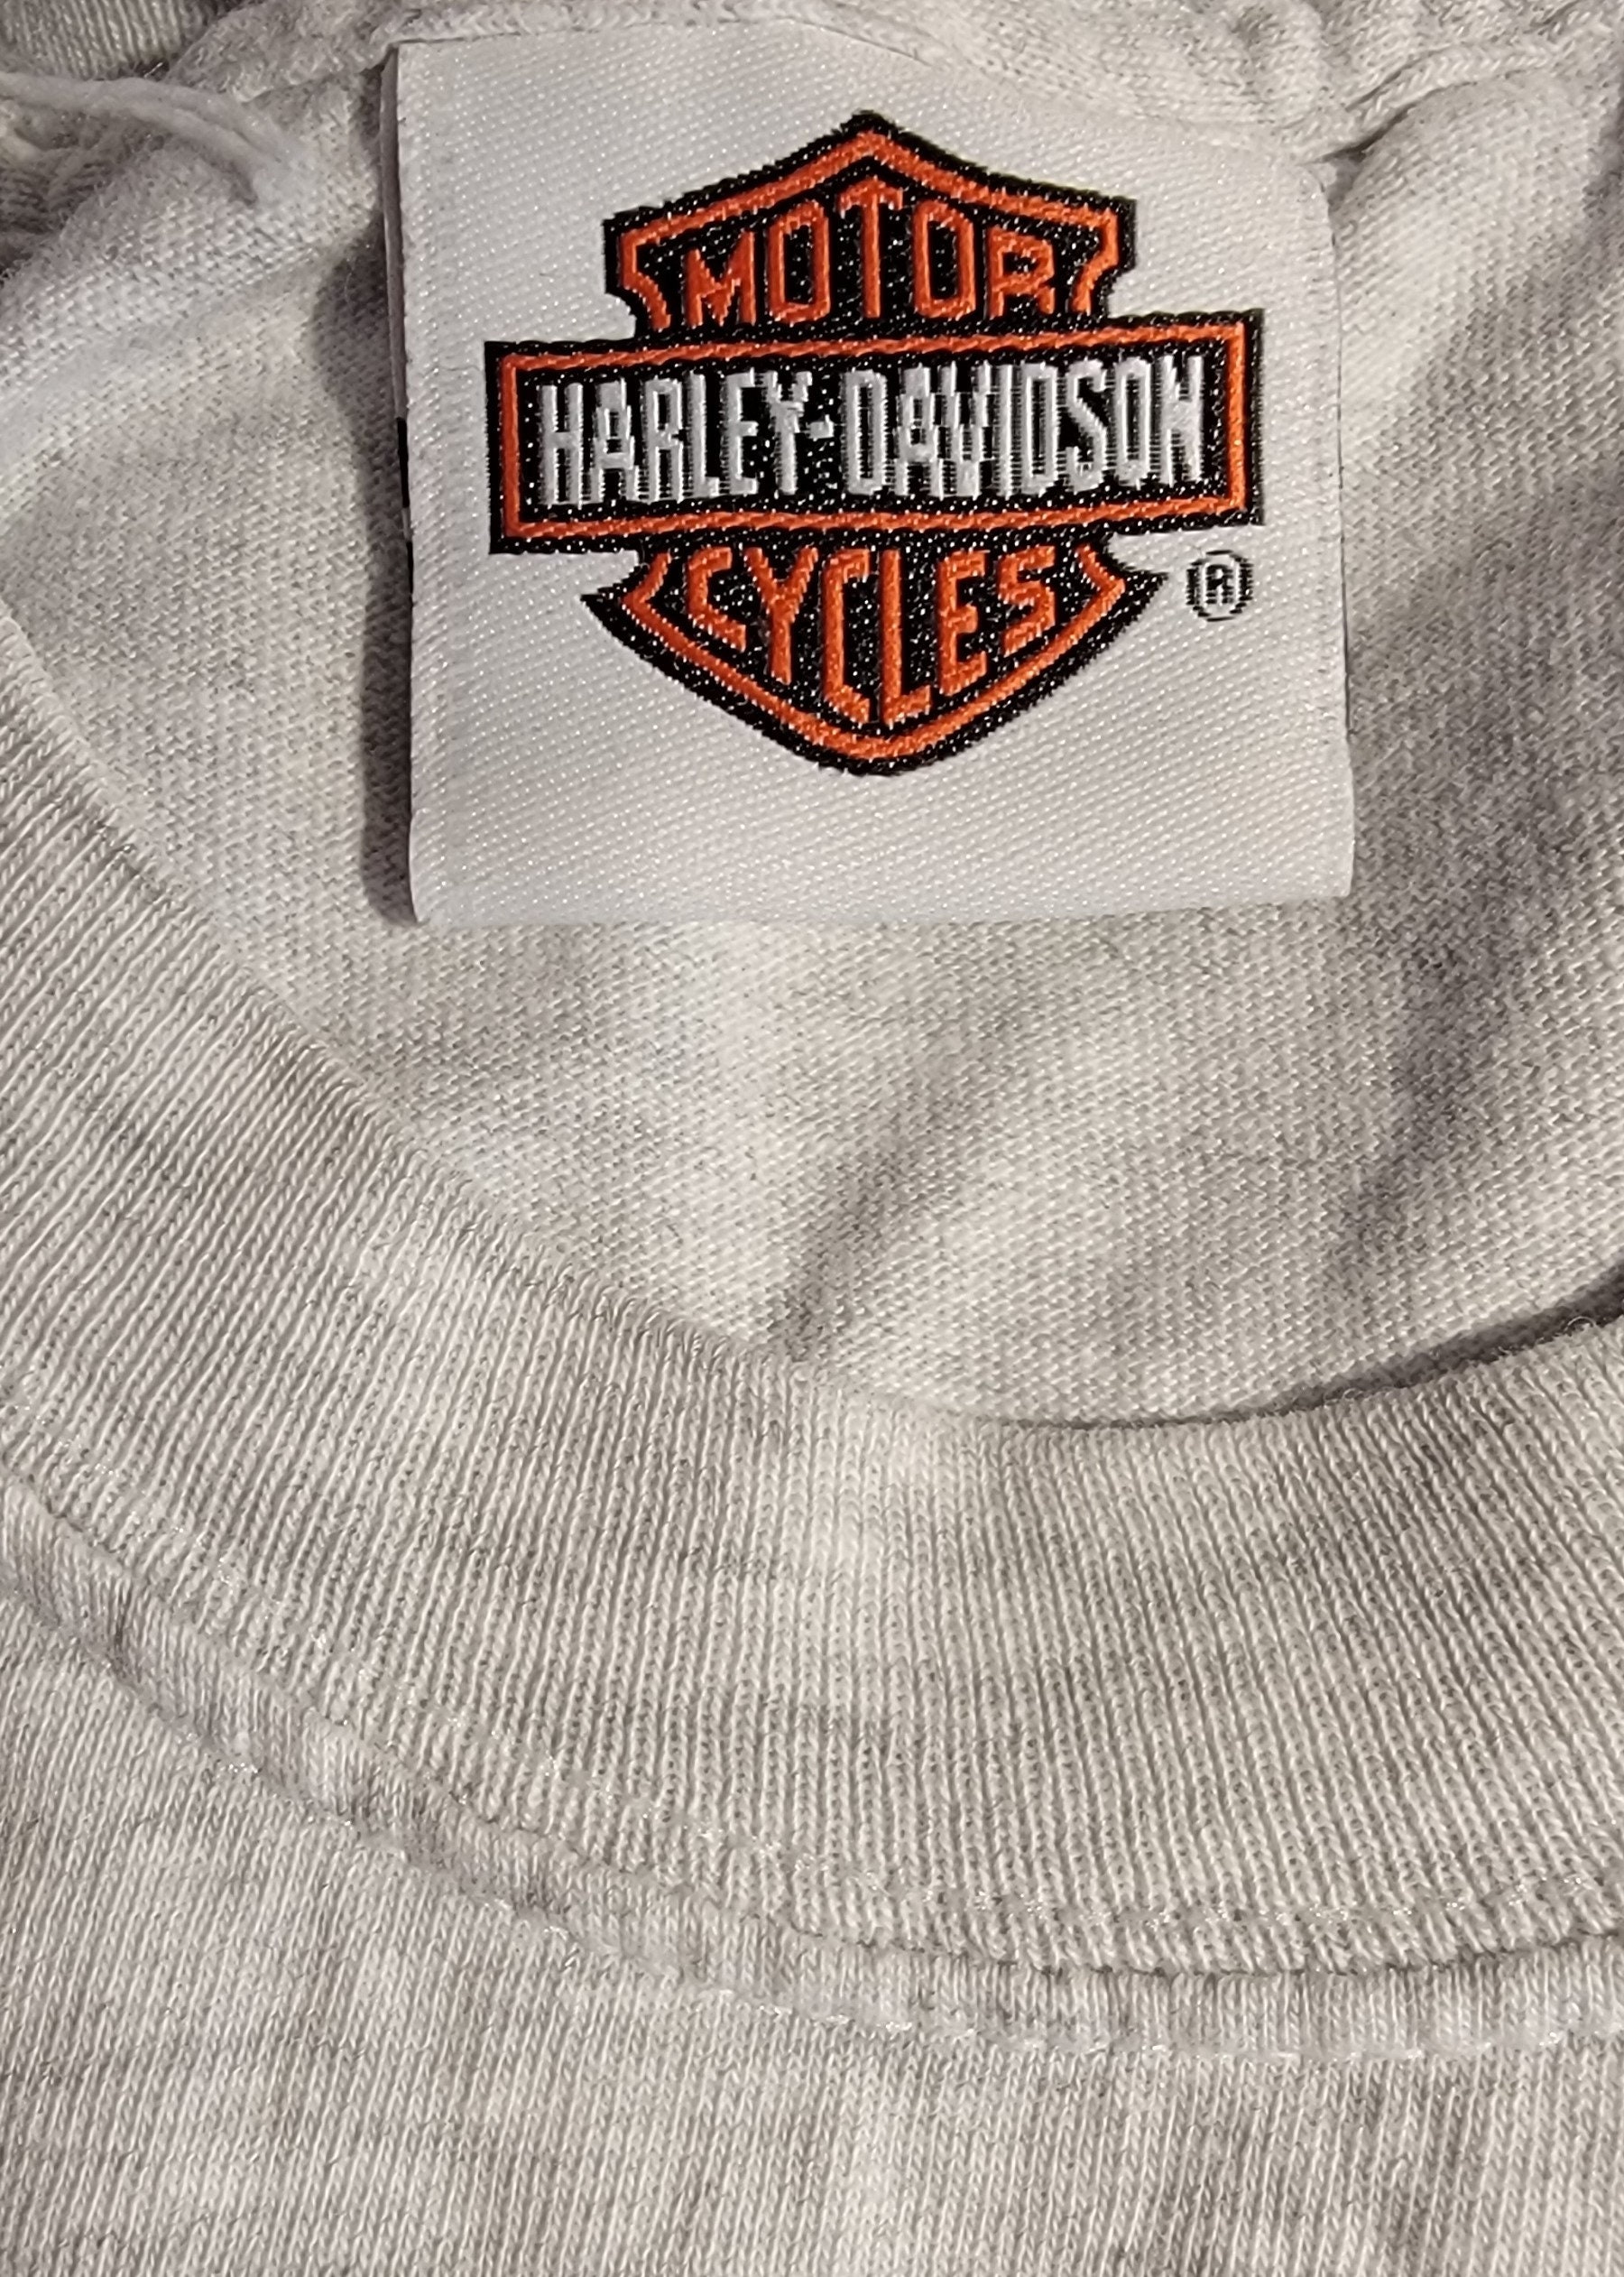 MOTOR
HARLEY-DAVIDSON
CYCLES
®